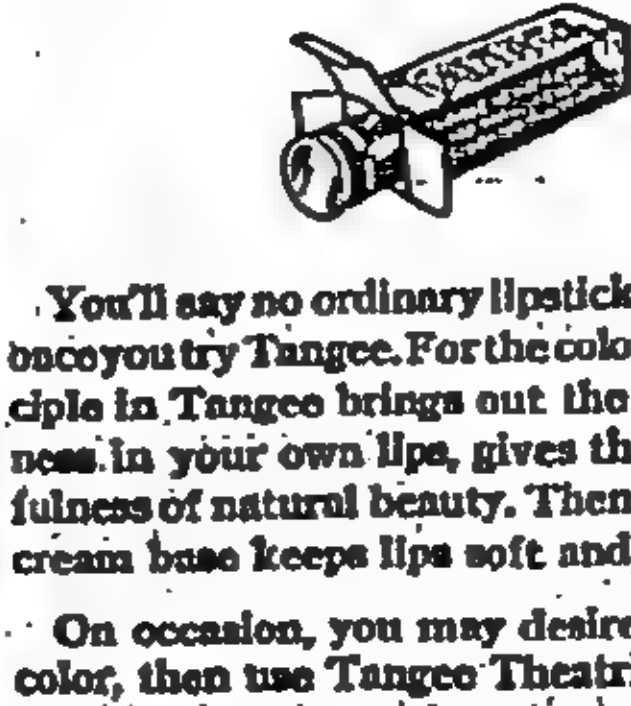 TANGEE
You'll say no ordinary lipstick
once you try Tangee. For the colo
ciple in Tangee brings out the
ness in your own lips, gives th
fulness of natural beauty. Then
cream base keeps lips soft and
On occasion, you may desire
color, then use Tangee Theatri